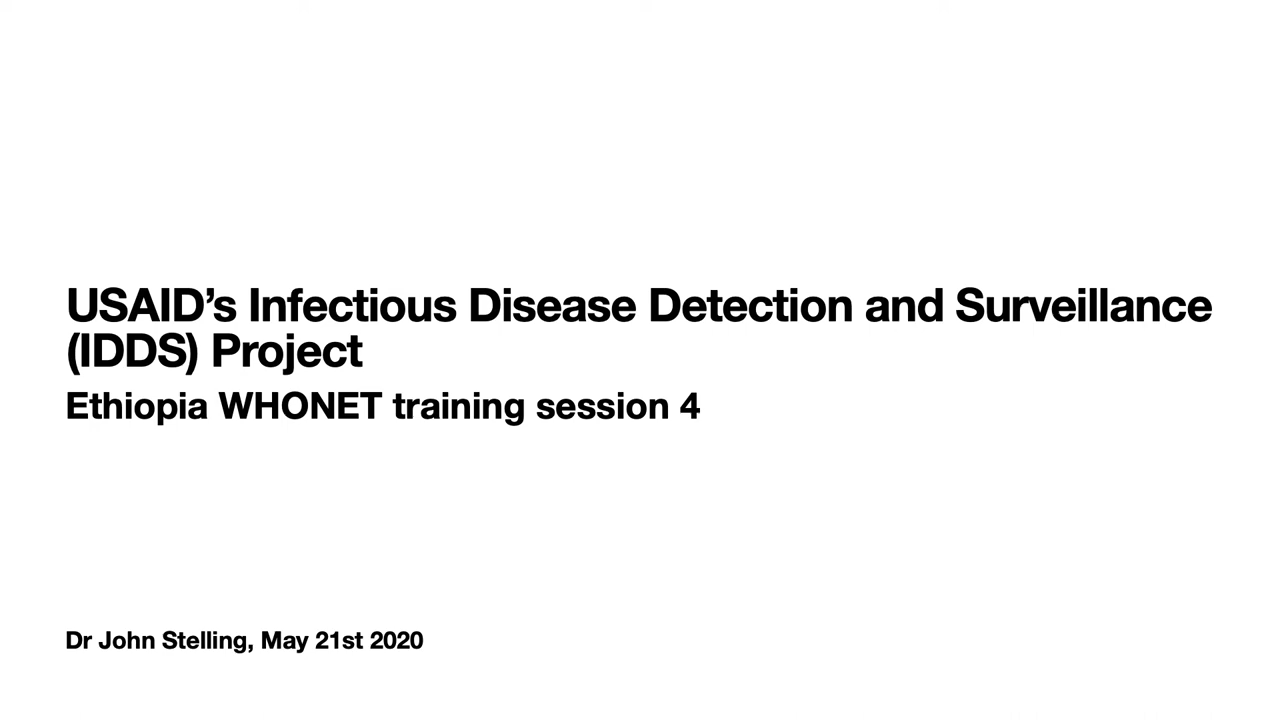 USAID’s Infectious Disease Detection and Surveillance
(IDDS) Project
Ethiopia WHONET training session 4
Dr John Stelling, May 21st 2020